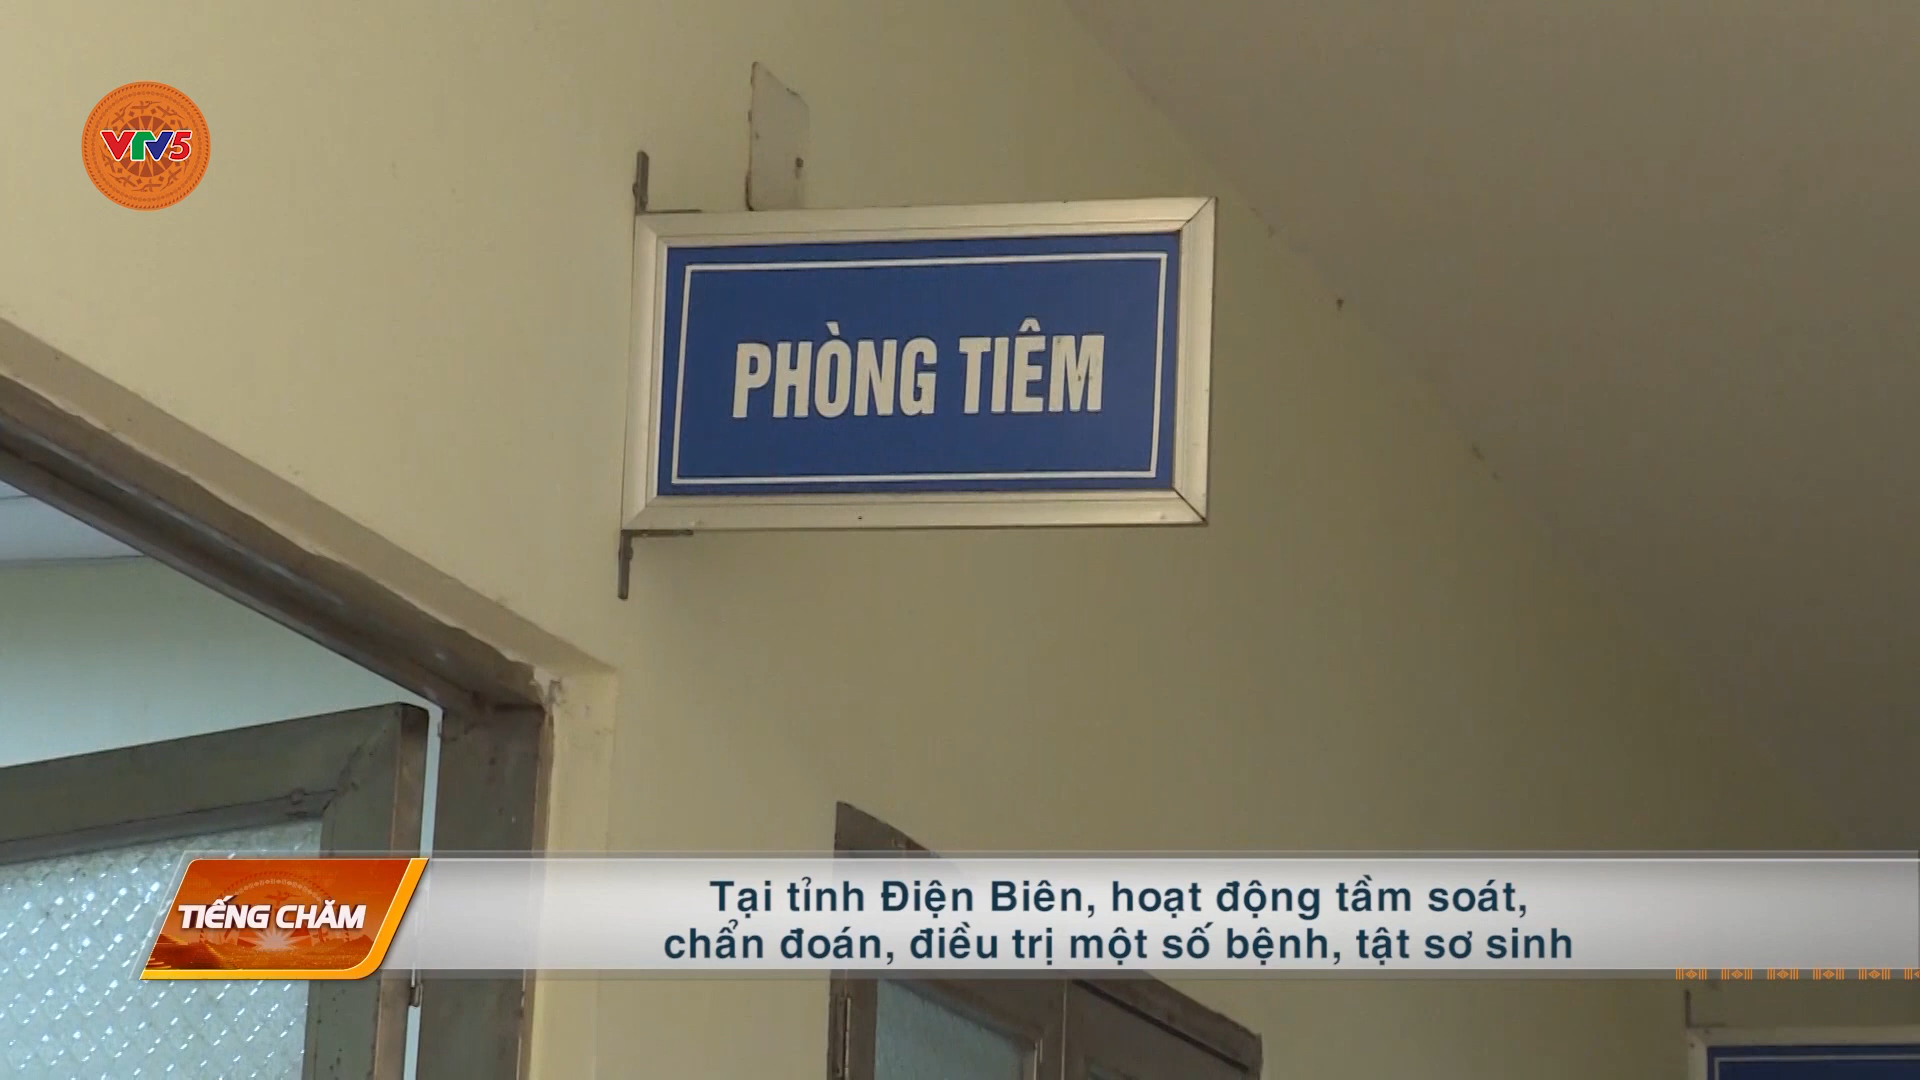 VTV5
PHÒNG TIÊM
TIẾNG CHĂM
Tại tỉnh Điện Biên, hoạt động tầm soát,
chẩn đoán, điều trị một số bệnh, tật sơ sinh